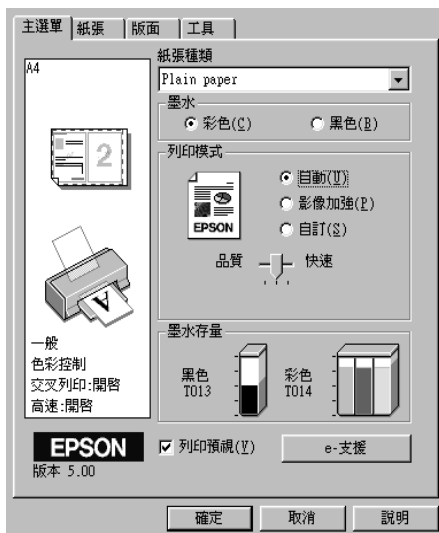 主選單 紙張 版面 工具
A4
2
一般
色彩控制
交叉列印:開啓
高速:開啓
紙張種類
Plain paper
墨水
彩色(C) 黑色(B)
列印模式
EPSON
自動(U)
影像加強(P)
自訂(S)
品質 快速
墨水存量
黑色
T013
彩色
T014
EPSON
版本 5.00
列印預視(V)
e-支援
確定 取消 說明